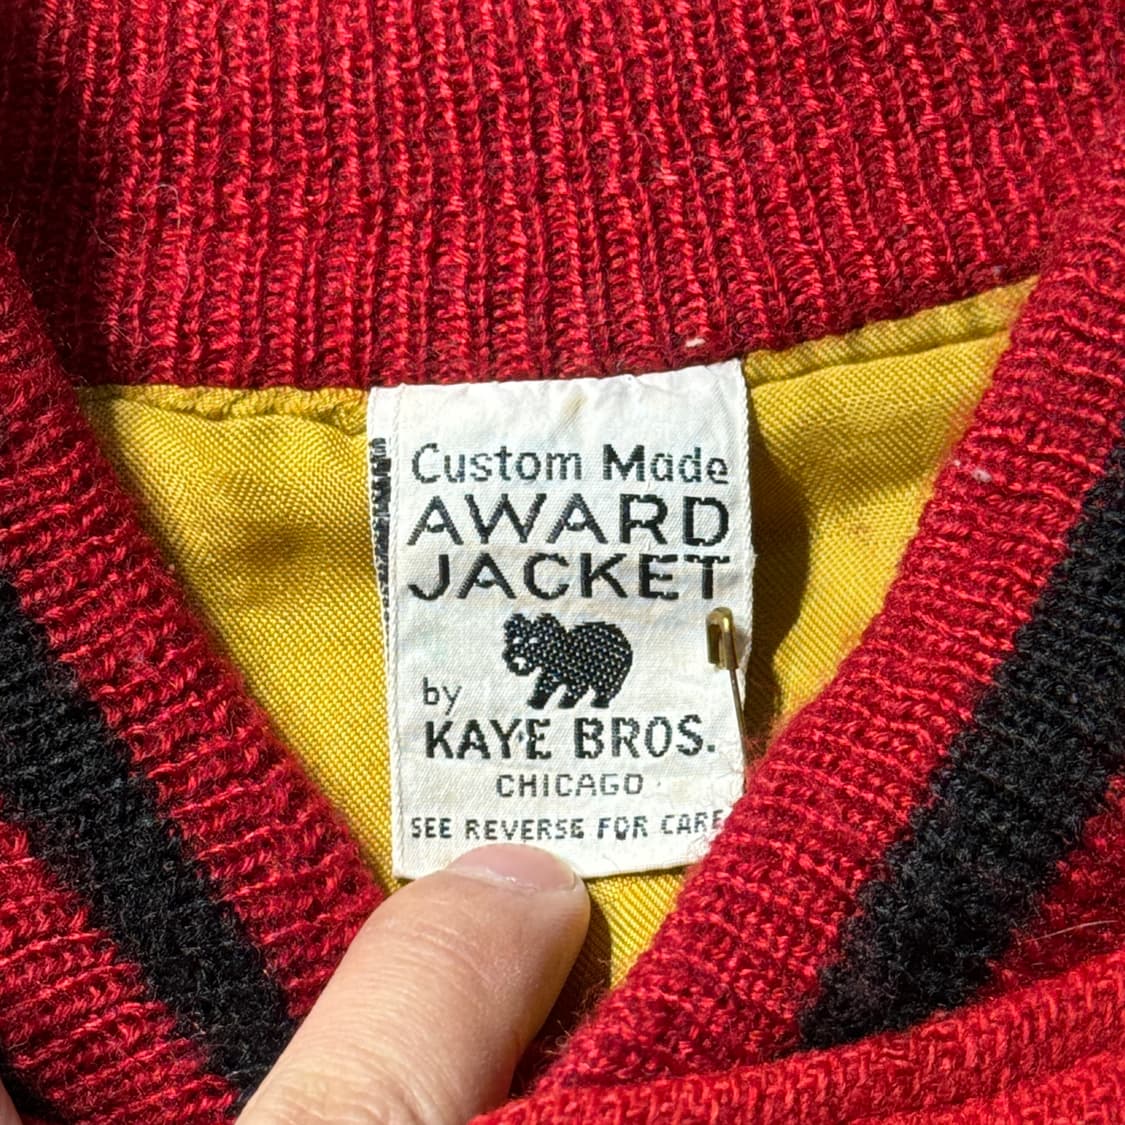 Custom Made
AWARD
JACKET
by
KAYE BROS.
CHICAGO
SEE REVERSE FOR CARE